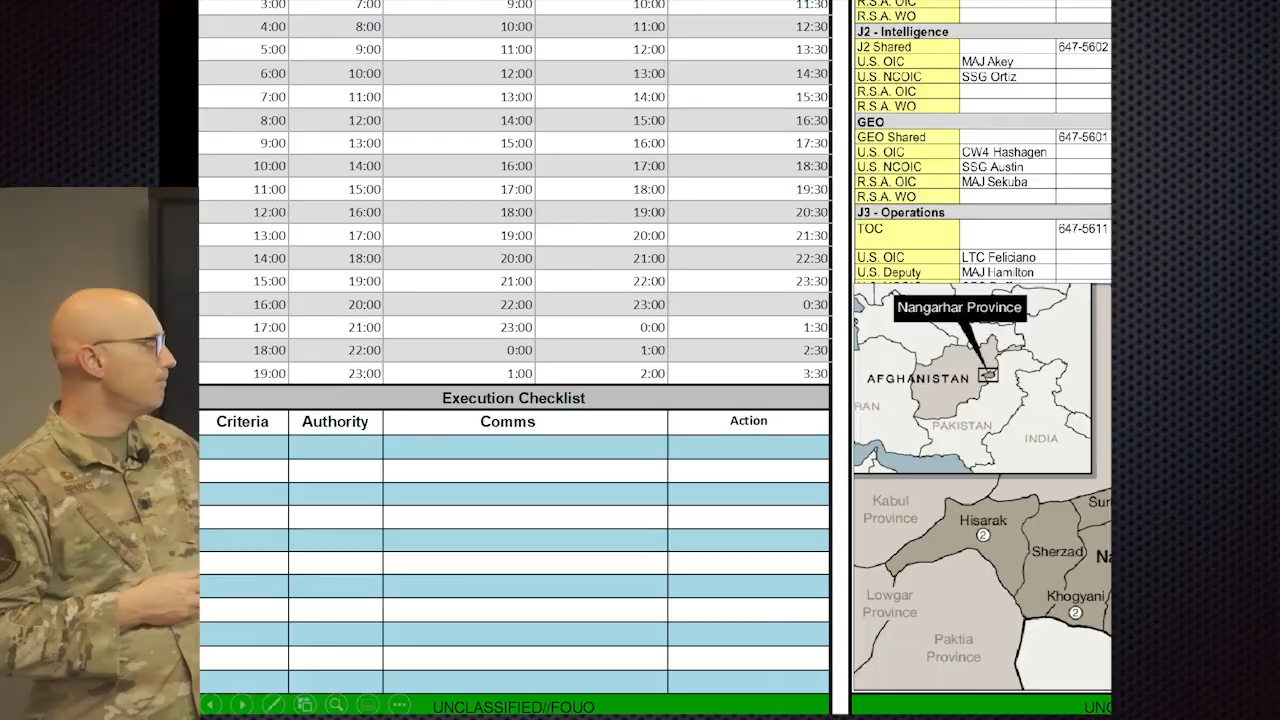 3:00 7:00 9:00 10:00 11:30
4:00 8:00 10:00 11:00 12:30
5:00 9:00 11:00 12:00 13:30
6:00 10:00 12:00 13:00 14:30
7:00 11:00 13:00 14:00 15:30
8:00 12:00 14:00 15:00 16:30
9:00 13:00 15:00 16:00 17:30
10:00 14:00 16:00 17:00 18:30
11:00 15:00 17:00 18:00 19:30
12:00 16:00 18:00 19:00 20:30
13:00 17:00 19:00 20:00 21:30
14:00 18:00 20:00 21:00 22:30
15:00 19:00 21:00 22:00 23:30
16:00 20:00 22:00 23:00 0:30
17:00 21:00 23:00 0:00 1:30
18:00 22:00 0:00 1:00 2:30
19:00 23:00 1:00 2:00 3:30
Execution Checklist
Criteria Authority Comms Action
UNCLASSIFIED//FOUO
R.S.A. OIC
R.S.A. WO
J2 - Intelligence
J2 Shared 647-5602
U.S. OIC MAJ Akey
U.S. NCOIC SSG Ortiz
R.S.A. OIC
R.S.A. WO
GEO
GEO Shared 647-5601
U.S. OIC CW4 Hashagen
U.S. NCOIC SSG Austin
R.S.A. OIC MAJ Sekuba
R.S.A. WO
J3 - Operations
TOC 647-5611
U.S. OIC LTC Feliciano
U.S. Deputy MAJ Hamilton
Nangarhar Province
AFGHANISTAN
RAN
PAKISTAN
INDIA
Kabul
Province
Sur
Hisarak
2
Sherzad
Na
Khogyani
2
Lowgar
Province
Paktia
Province
UNC